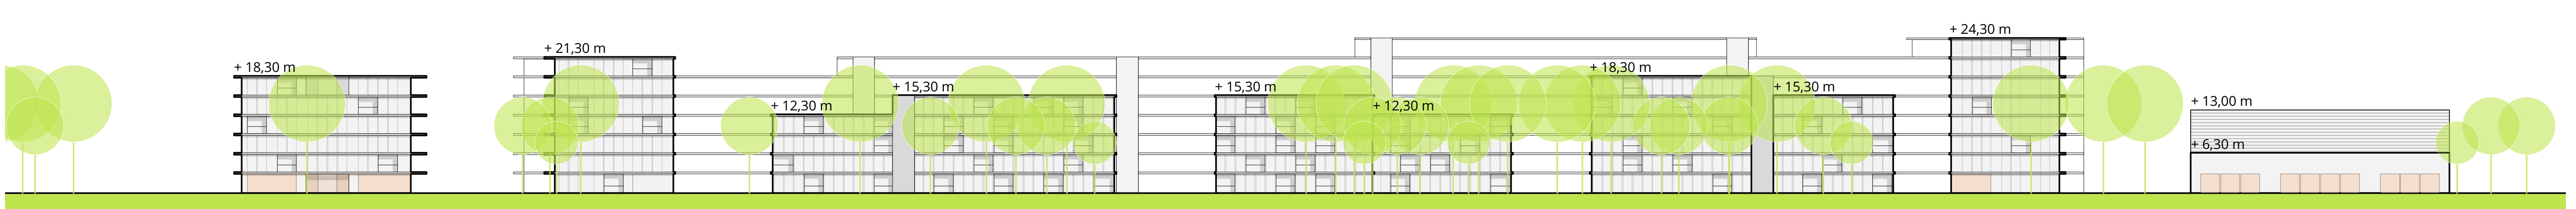 + 18,30 m
+ 21,30 m
+ 12,30 m
+ 15,30 m
+ 15,30 m
+ 12,30 m
+ 18,30 m
+ 15,30 m
+ 24,30 m
+ 13,00 m
+ 6,30 m